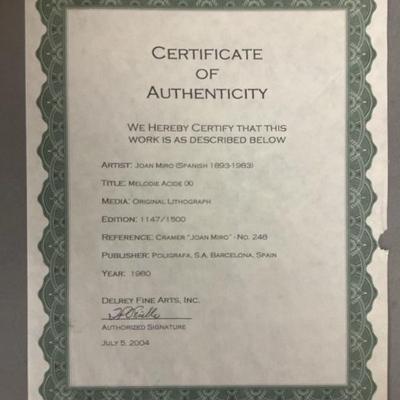 CERTIFICATE
OF
AUTHENTICITY
WE HEREBY CERTIFY THAT THIS
WORK IS AS DESCRIBED BELOW
ARTIST: JOAN MIRO (SPANISH 1893-1983)
TITLE: MELODIE ACIDE (X)
MEDIA: ORIGINAL LITHOGRAPH
EDITION: 1147/1500
REFERENCE: CRAMER "JOAN MIRO" - NO. 248
PUBLISHER: POLIGRAFA, S.A. BARCELONA, SPAIN
YEAR: 1980
DELREY FINE ARTS, INC.
AUTHORIZED SIGNATURE
JULY 5, 2004